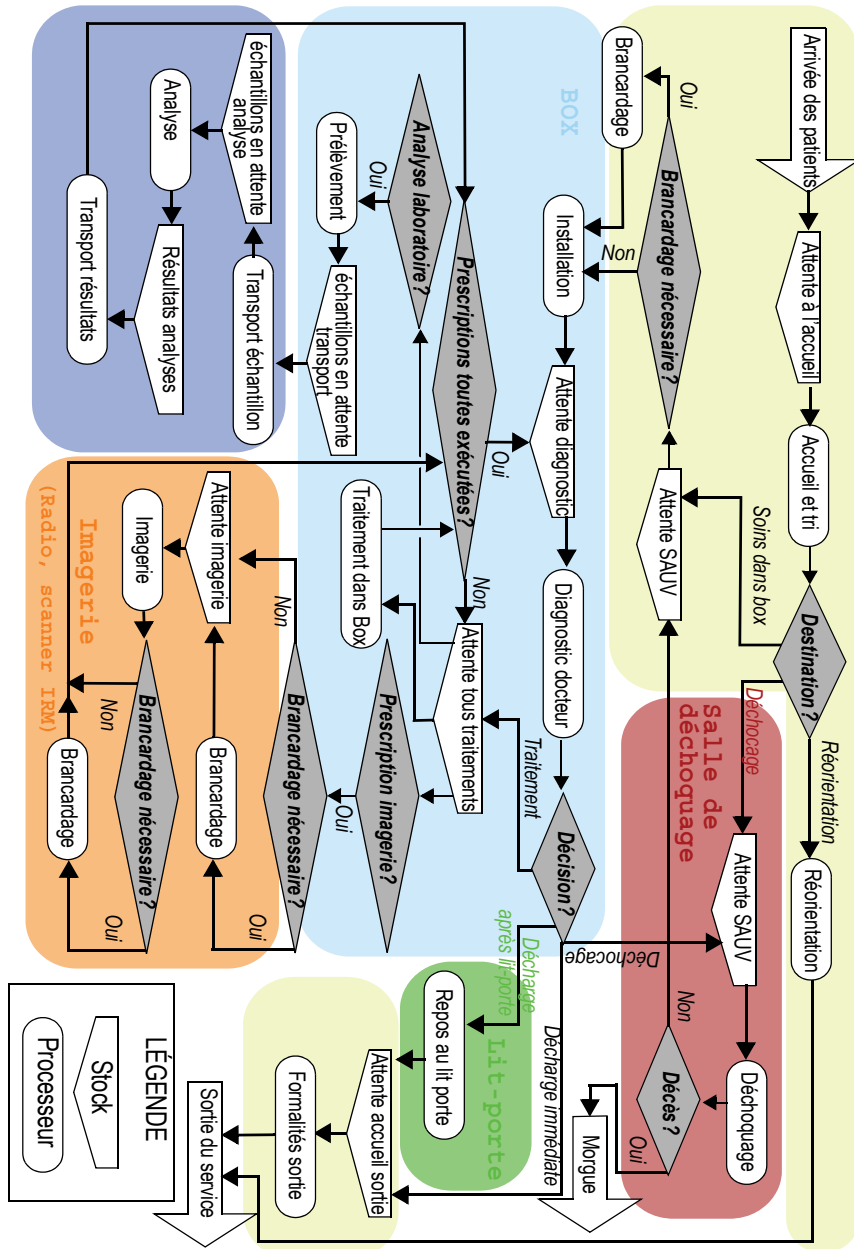 Arrivée des patients
Attente à l'accueil
Accueil et tri
Destination?
Réorientation
Réorientation
Soins dans box
Déchocage
Salle de
déchoquage
Attente SAUV
Déchoquage
Décès?
Oui
Non
Morgue
Attente SAUV
Brancardage nécessaire?
Oui
Non
Brancardage
BOX
Installation
Attente diagnostic
Diagnostic docteur
Décision?
Déchocage
Décharge immédiate
Décharge
après lit-porte
Traitement
Prescriptions toutes exécutées?
Oui
Non
Attente tous traitements
Traitement dans Box
Analyse laboratoire?
Oui
Prélèvement
échantillons en attente
transport
Prescription imagerie?
Oui
Lit-porte
Repos au lit porte
Attente accueil sortie
Formalités sortie
Sortie du service
Transport échantillon
échantillons en attente
analyse
Analyse
Résultats analyses
Transport résultats
Brancardage nécessaire?
Non
Oui
Brancardage
Attente imagerie
Imagerie
Brancardage nécessaire?
Non
Oui
Brancardage
Imagerie
(Radio, scanner IRM)
LÉGENDE
Stock
Processeur